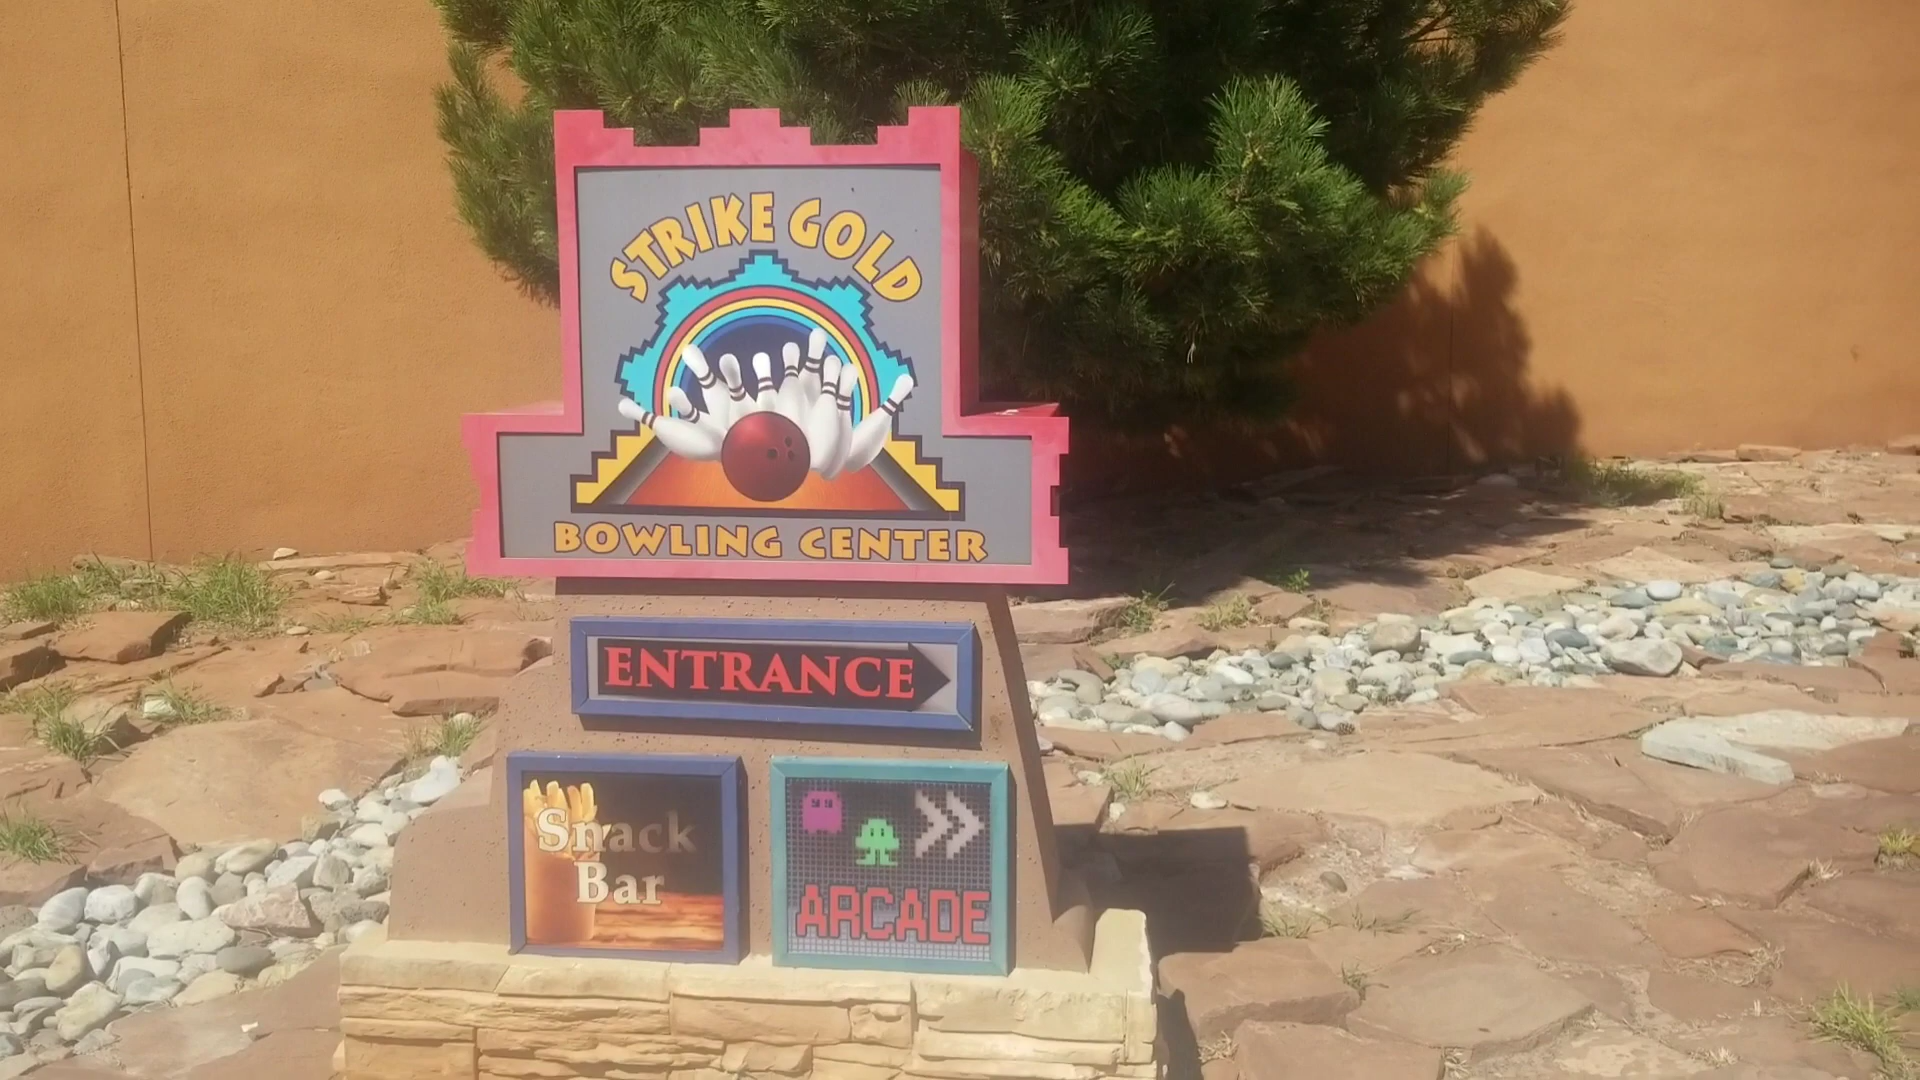 STRIKE GOLD
BOWLING CENTER
ENTRANCE
Snack
Bar
ARCADE